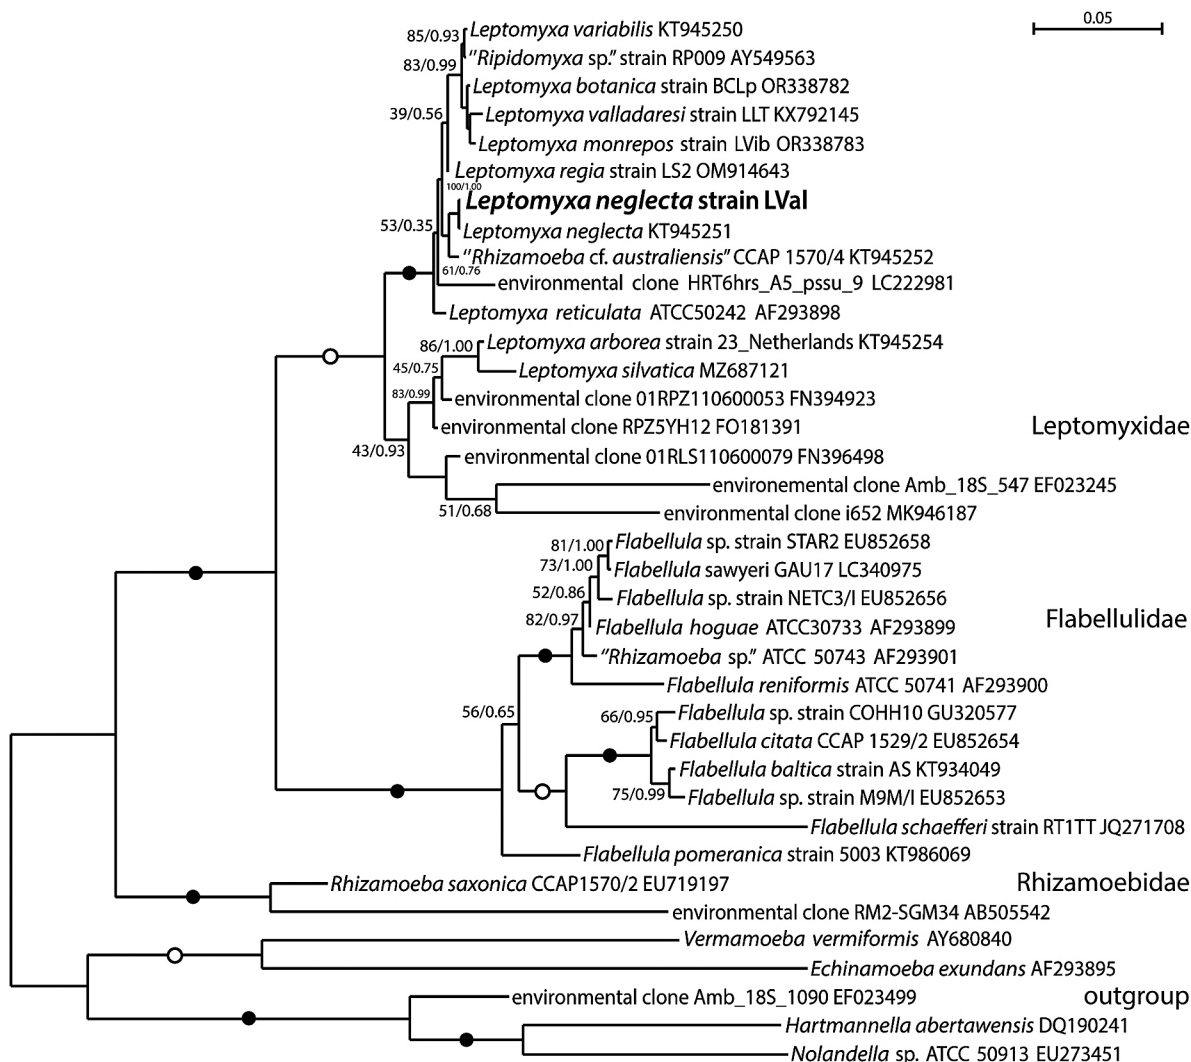 0.05
85/0.93
Leptomyxa variabilis KT945250
"Ripidomyxa sp." strain RP009 AY549563
83/0.99
Leptomyxa botanica strain BCLp OR338782
39/0.56
Leptomyxa valladaresi strain LLT KX792145
Leptomyxa monrepos strain LVib OR338783
Leptomyxa regia strain LS2 OM914643
100/1.00
Leptomyxa neglecta strain LVal
53/0.35
Leptomyxa neglecta KT945251
"Rhizamoeba cf. australiensis" CCAP 1570/4 KT945252
61/0.76
environmental clone HRT6hrs_A5_pssu_9 LC222981
Leptomyxa reticulata ATCC50242 AF293898
86/1.00
Leptomyxa arborea strain 23_Netherlands KT945254
45/0.75
Leptomyxa silvatica MZ687121
83/0.99
environmental clone 01RPZ110600053 FN394923
environmental clone RPZ5YH12 FO181391
Leptomyxidae
43/0.93
environmental clone 01RLS110600079 FN396498
environemental clone Amb_18S_547 EF023245
51/0.68
environmental clone i652 MK946187
81/1.00
Flabellula sp. strain STAR2 EU852658
73/1.00
Flabellula sawyeri GAU17 LC340975
52/0.86
Flabellula sp. strain NETC3/I EU852656
82/0.97
Flabellula hoguae ATCC30733 AF293899
Flabellulidae
"Rhizamoeba sp." ATCC 50743 AF293901
Flabellula reniformis ATCC 50741 AF293900
56/0.65
66/0.95
Flabellula sp. strain COHH10 GU320577
Flabellula citata CCAP 1529/2 EU852654
Flabellula baltica strain AS KT934049
75/0.99
Flabellula sp. strain M9M/I EU852653
Flabellula schaefferi strain RT1TT JQ271708
Flabellula pomeranica strain 5003 KT986069
Rhizamoeba saxonica CCAP1570/2 EU719197
Rhizamoebidae
environmental clone RM2-SGM34 AB505542
Vermamoeba vermiformis AY680840
Echinamoeba exundans AF293895
environmental clone Amb_18S_1090 EF023499
outgroup
Hartmannella abertawensis DQ190241
Nolandella sp. ATCC 50913 EU273451